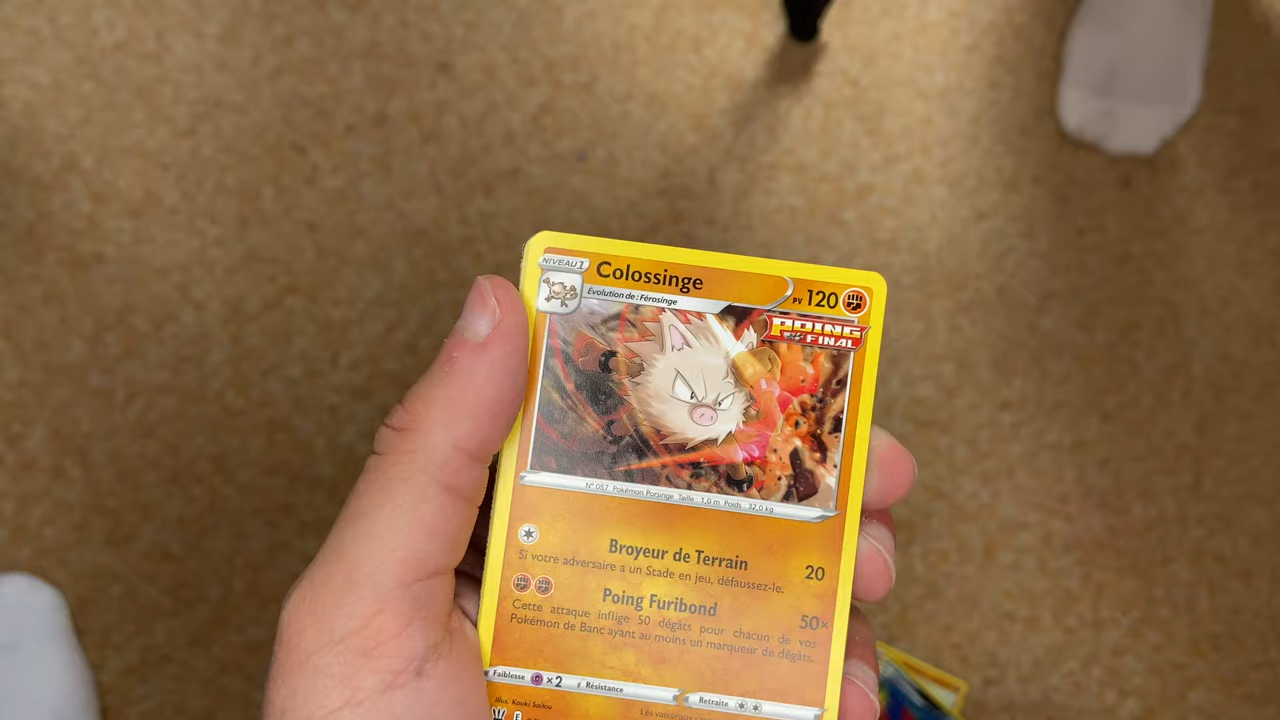 NIVEAU 1
Colossinge
PV 120
Évolution de : Férosinge
POING
FINAL
N° 057 Pokémon Porsinge Taille : 1,0 m Poids : 32,0 kg
Broyeur de Terrain
20
Si votre adversaire a un Stade en jeu, défaussez-le.
Poing Furibond
50×
Cette attaque inflige 50 dégâts pour chacun de vos
Pokémon de Banc ayant au moins un marqueur de dégâts.
Faiblesse ×2 Résistance Retraite
Illus. Kouki Saitou
Les vaisseaux
F